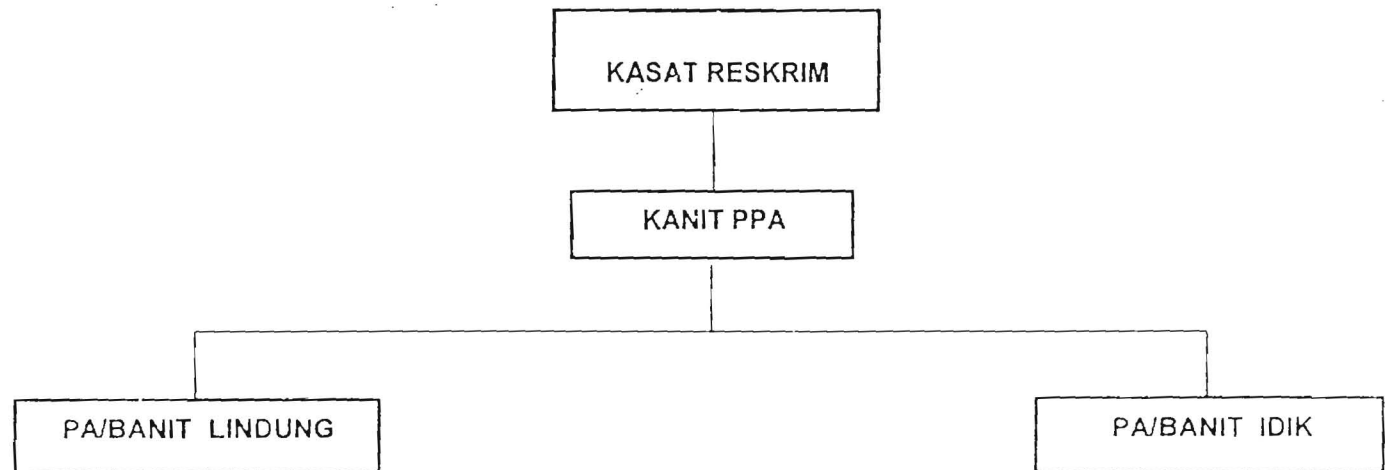 KASAT RESKRIM
KANIT PPA
PA/BANIT LINDUNG
PA/BANIT IDIK